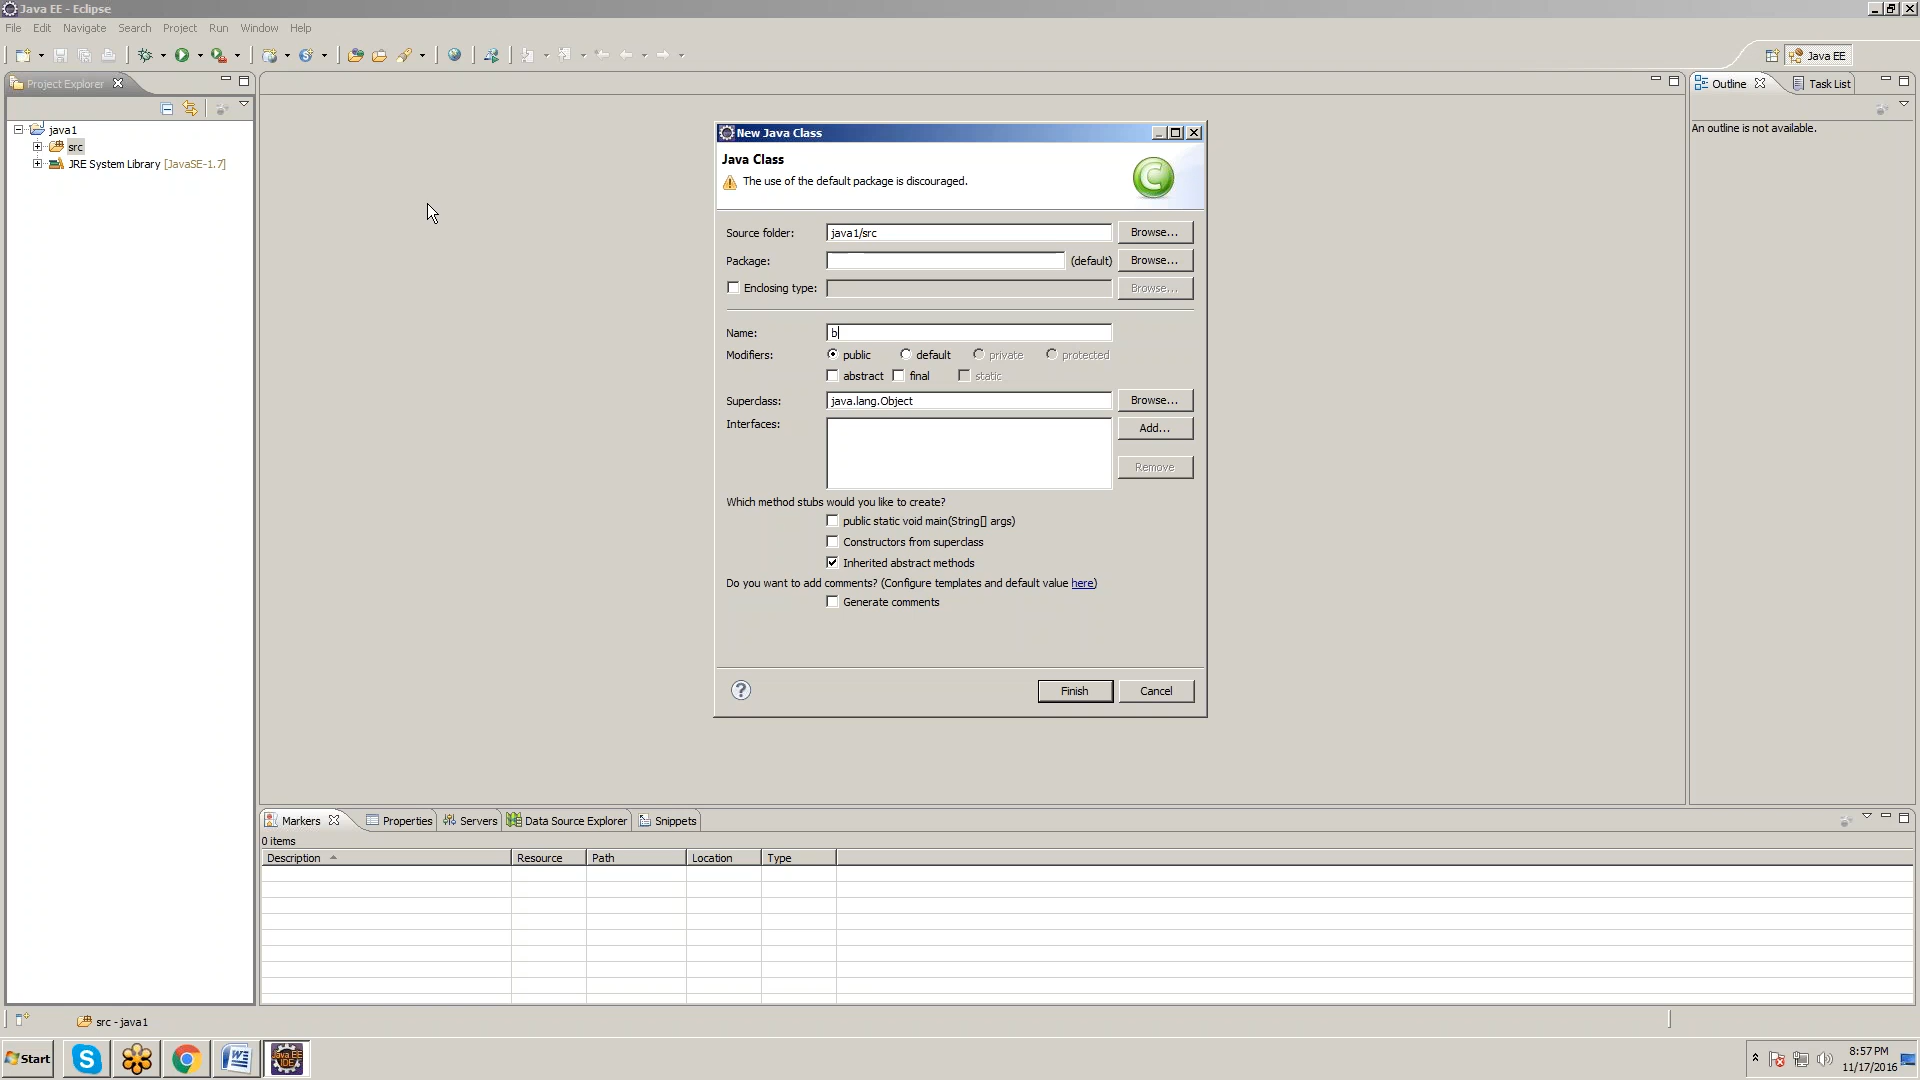 Java EE - Eclipse
File Edit Navigate Search Project Run Window Help
Java EE
Project Explorer
Outline
Task List
java1
src
JRE System Library [JavaSE-1.7]
An outline is not available.
New Java Class
Java Class
The use of the default package is discouraged.
Source folder: java1/src Browse...
Package: (default) Browse...
Enclosing type: Browse...
Name: b
Modifiers: public default private protected
abstract final static
Superclass: java.lang.Object Browse...
Interfaces: Add...
Remove
Which method stubs would you like to create?
public static void main(String[] args)
Constructors from superclass
Inherited abstract methods
Do you want to add comments? (Configure templates and default value here)
Generate comments
Finish Cancel
Markers Properties Servers Data Source Explorer Snippets
0 items
Description Resource Path Location Type
src - java1
Start
Java EE
IDE
8:57 PM
11/17/2016